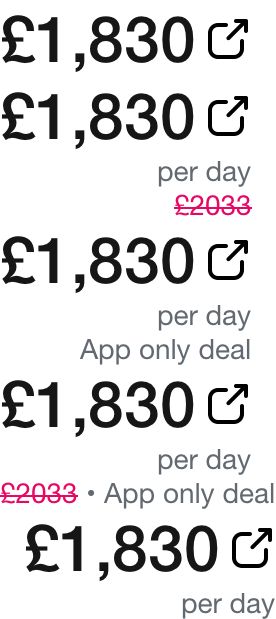 £1,830
£1,830
per day
£2033
£1,830
per day
App only deal
£1,830
per day
£2033 • App only deal
£1,830
per day